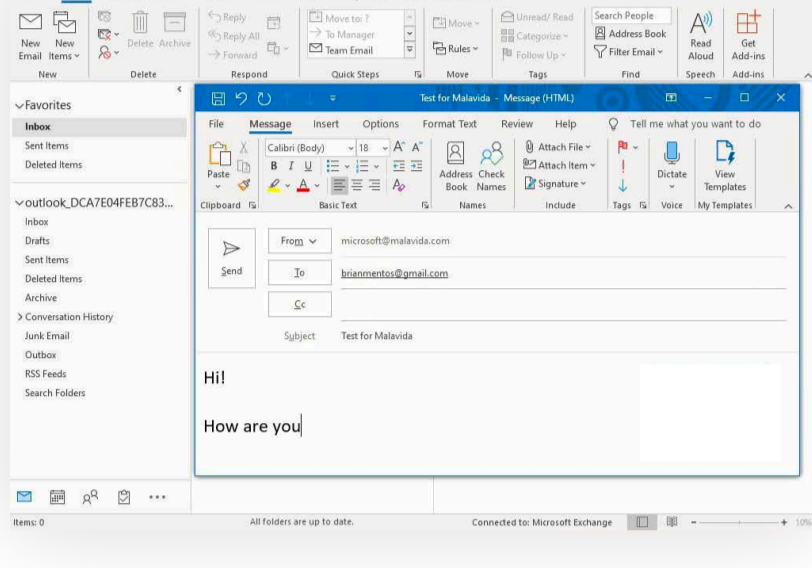 Reply
Reply All
Forward
Move to: ?
To Manager
Team Email
Move
Rules
Unread/ Read
Categorize
Follow Up
Search People
Address Book
Filter Email
New Email
New Items
Delete
Archive
Read Aloud
Get Add-ins
New
Delete
Respond
Quick Steps
Move
Tags
Find
Speech
Add-ins
Favorites
Inbox
Sent Items
Deleted Items
outlook_DCA7E04FEB7C83...
Inbox
Drafts
Sent Items
Deleted Items
Archive
Conversation History
Junk Email
Outbox
RSS Feeds
Search Folders
Test for Malavida - Message (HTML)
File Message Insert Options Format Text Review Help Tell me what you want to do
Paste
Calibri (Body) 18 A A
B I U
A A
Address Book
Check Names
Attach File
Attach Item
Signature
Dictate
View Templates
Clipboard
Basic Text
Names
Include
Tags
Voice
My Templates
Send
From microsoft@malavida.com
To brianmentos@gmail.com
Cc
Subject Test for Malavida
Hi!
How are you
Items: 0 All folders are up to date. Connected to: Microsoft Exchange